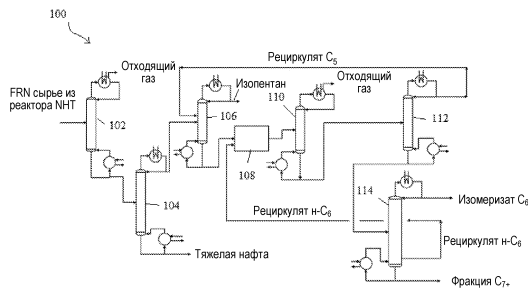 100
Рециркулят C5
Отходящий
газ
FRN сырье из
реактора NHT
Изопентан
Отходящий
газ
102
106
110
112
108
104
114
Рециркулят н-C6
Изомеризат C6
Рециркулят н-C6
Тяжелая нафта
Фракция C7+